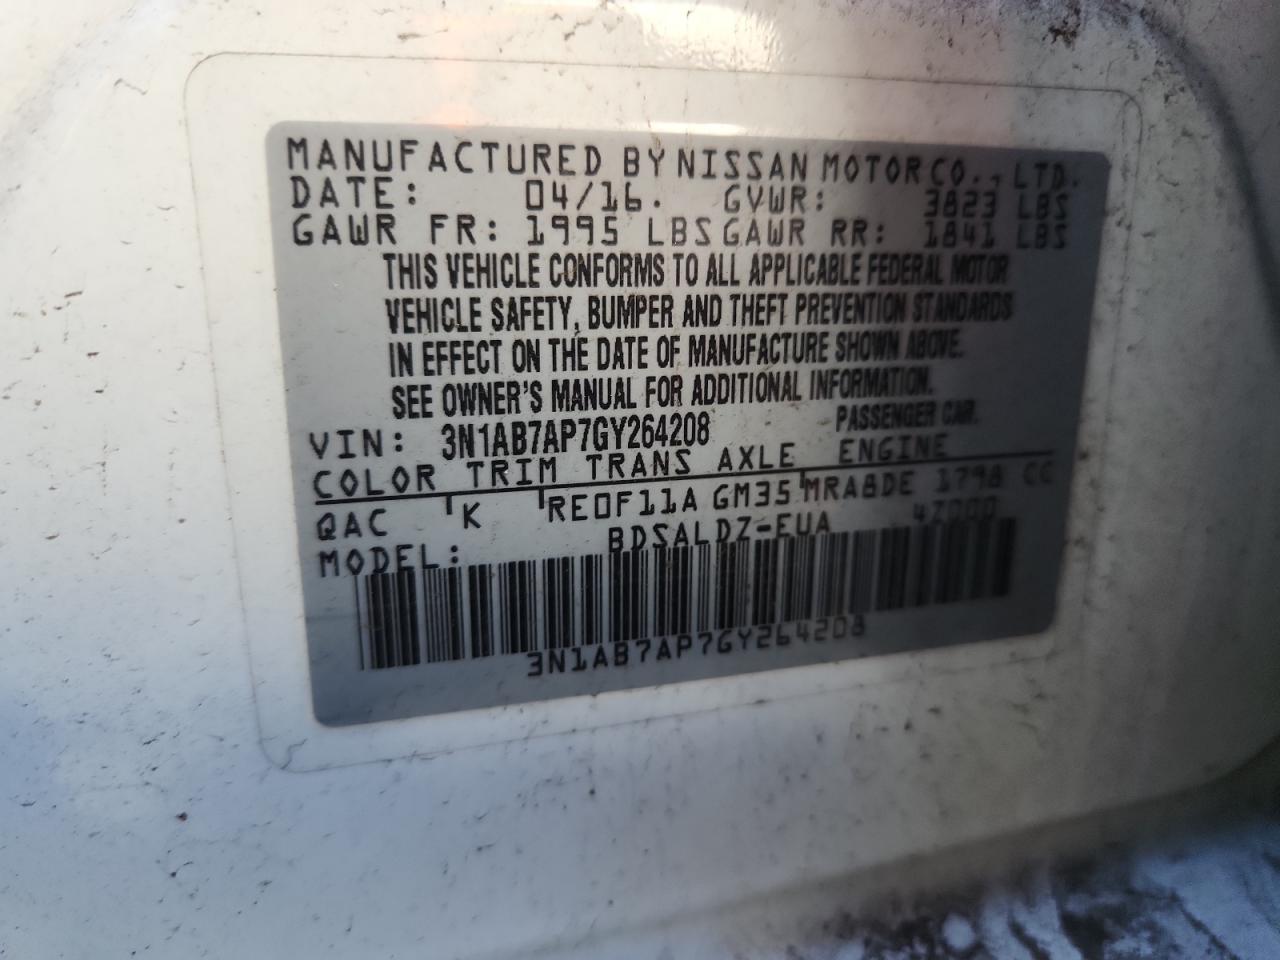 MANUFACTURED BY NISSAN MOTOR CO., LTD.
DATE: 04/16. GVWR: 3823 LBS
GAWR FR: 1995 LBS GAWR RR: 1841 LBS
THIS VEHICLE CONFORMS TO ALL APPLICABLE FEDERAL MOTOR
VEHICLE SAFETY, BUMPER AND THEFT PREVENTION STANDARDS
IN EFFECT ON THE DATE OF MANUFACTURE SHOWN ABOVE.
SEE OWNER'S MANUAL FOR ADDITIONAL INFORMATION.
VIN: 3N1AB7AP7GY264208 PASSENGER CAR.
COLOR TRIM TRANS AXLE ENGINE
QAC K RE0F11A GM35 MRA8DE 1798 CC
MODEL: BDSALDZ-EUA 4Z000
3N1AB7AP7GY264208